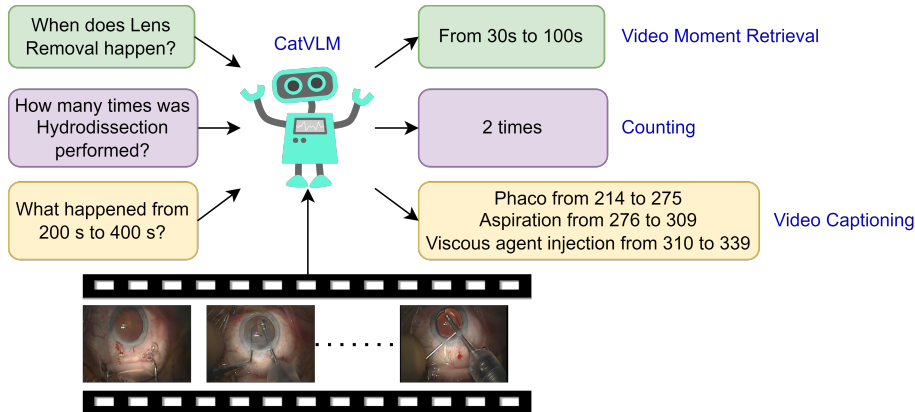 When does Lens
Removal happen?
CatVLM
From 30s to 100s
Video Moment Retrieval
How many times was
Hydrodissection
performed?
2 times
Counting
What happened from
200 s to 400 s?
Phaco from 214 to 275
Aspiration from 276 to 309
Viscous agent injection from 310 to 339
Video Captioning